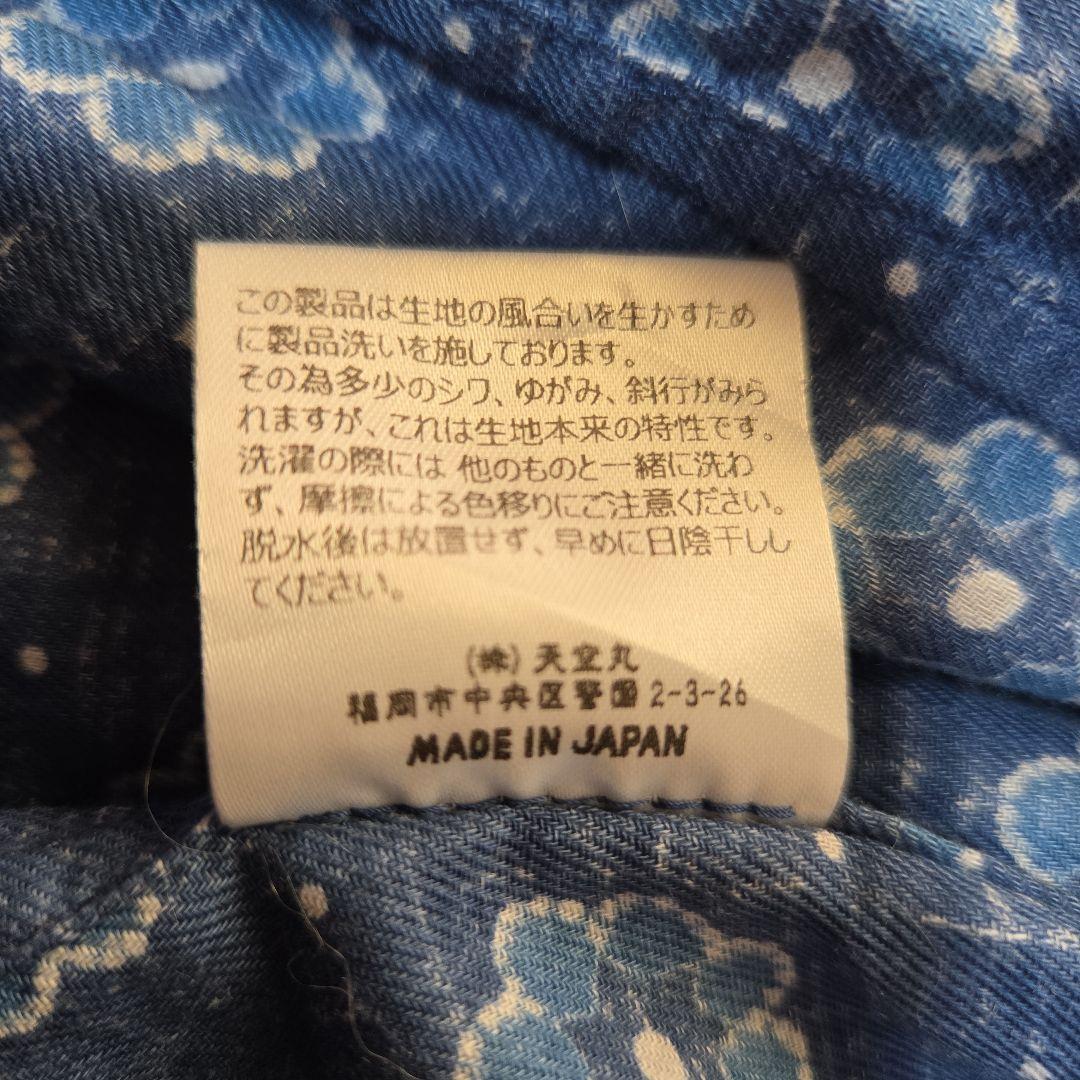 この製品は生地の風合いを生かすため
に製品洗いを施しております。
その為多少のシワ、ゆがみ、斜行がみら
れますが、これは生地本来の特性です。
洗濯の際には 他のものと一緒に洗わ
ず、摩擦による色移りにご注意ください。
脱水後は放置せず、早めに日陰干しし
てください。
(株) 天空丸
福岡市中央区警固 2-3-26
MADE IN JAPAN